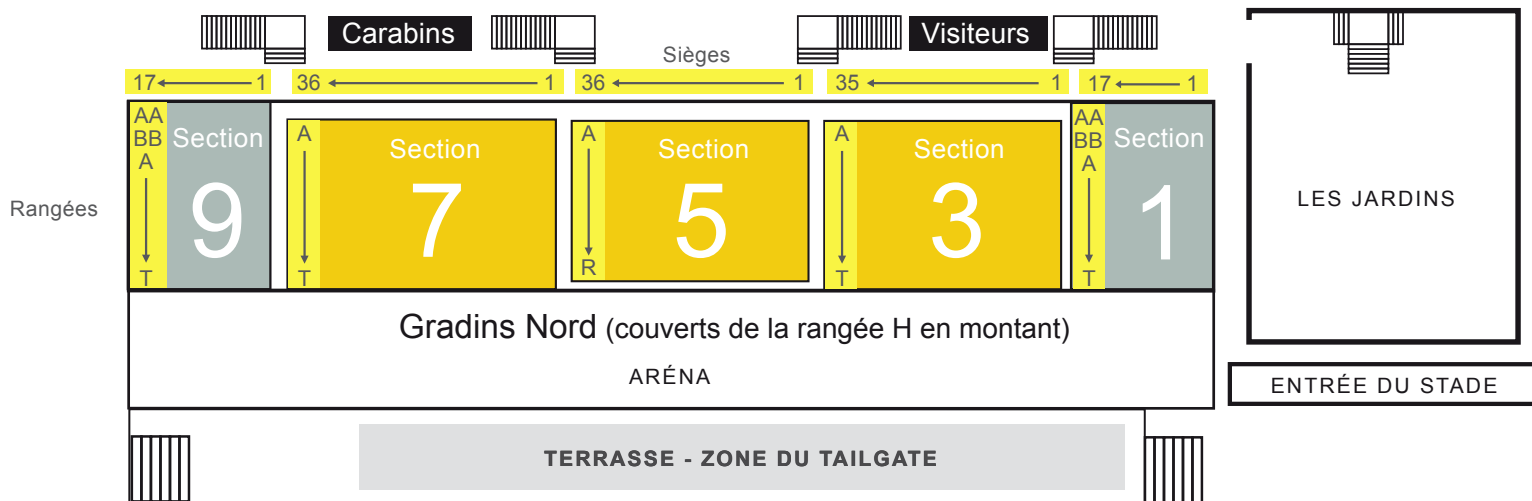 Carabins
Visiteurs
Sièges
17 1
36 1
36 1
35 1
17 1
AA
BB
A
T
Section
9
A
T
Section
7
A
R
Section
5
A
T
Section
3
AA
BB
A
T
Section
1
Rangées
LES JARDINS
Gradins Nord (couverts de la rangée H en montant)
ARÉNA
ENTRÉE DU STADE
TERRASSE - ZONE DU TAILGATE